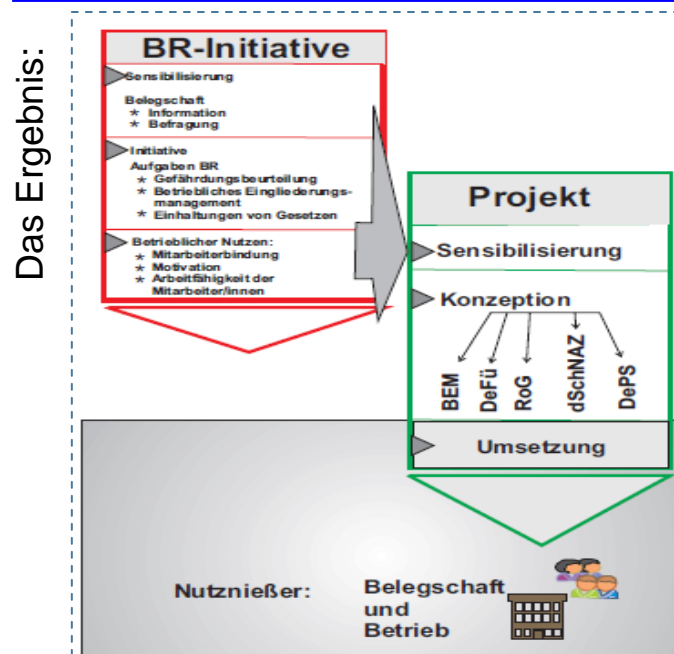 Das Ergebnis:
BR-Initiative
Sensibilisierung
Belegschaft
* Information
* Befragung
Initiative
Aufgaben BR
* Gefährdungsbeurteilung
* Betriebliches Eingliederungs-
management
* Einhaltungen von Gesetzen
Betrieblicher Nutzen:
* Mitarbeiterbindung
* Motivation
* Arbeitfähigkeit der
Mitarbeiter/innen
Projekt
Sensibilisierung
Konzeption
BEM
DeFü
RoG
dSchNAZ
DePS
Umsetzung
Nutznießer:
Belegschaft
und
Betrieb